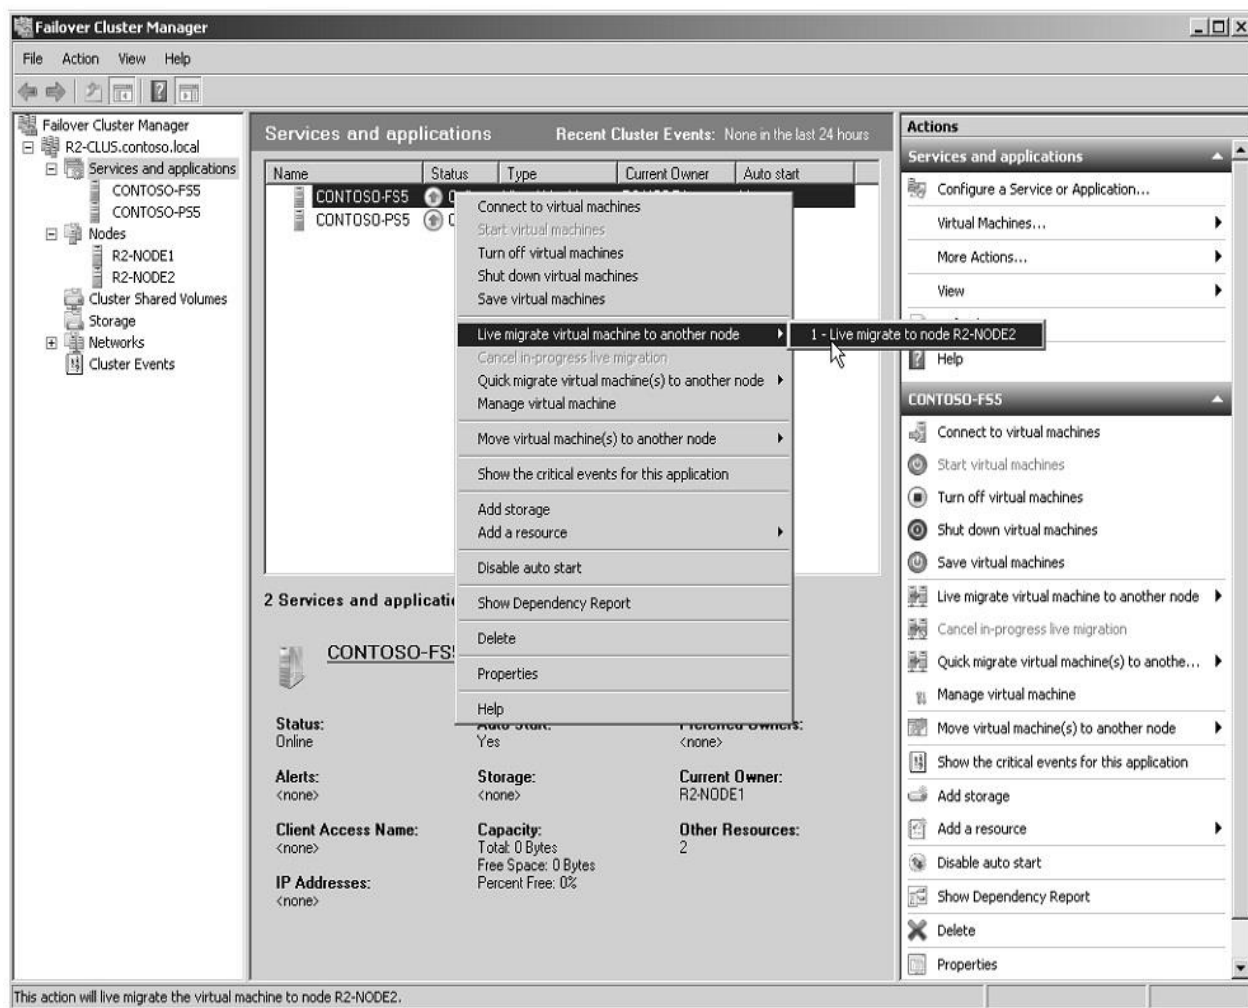 Failover Cluster Manager
File Action View Help
Failover Cluster Manager
R2-CLUS.contoso.local
Services and applications
CONTOSO-FS5
CONTOSO-PS5
Nodes
R2-NODE1
R2-NODE2
Cluster Shared Volumes
Storage
Networks
Cluster Events
Services and applications Recent Cluster Events: None in the last 24 hours
Name Status Type Current Owner Auto start
CONTOSO-FS5
CONTOSO-PS5
Connect to virtual machines
Start virtual machines
Turn off virtual machines
Shut down virtual machines
Save virtual machines
Live migrate virtual machine to another node
1 - Live migrate to node R2-NODE2
Cancel in-progress live migration
Quick migrate virtual machine(s) to another node
Manage virtual machine
Move virtual machine(s) to another node
Show the critical events for this application
Add storage
Add a resource
Disable auto start
Show Dependency Report
Delete
Properties
Help
2 Services and applicati
CONTOSO-FS5
Status:
Online
Auto Start:
Yes
Preferred Owners:
<none>
Alerts:
<none>
Storage:
<none>
Current Owner:
R2-NODE1
Client Access Name:
<none>
Capacity:
Total: 0 Bytes
Free Space: 0 Bytes
Percent Free: 0%
Other Resources:
2
IP Addresses:
<none>
Actions
Services and applications
Configure a Service or Application...
Virtual Machines...
More Actions...
View
Help
CONTOSO-FS5
Connect to virtual machines
Start virtual machines
Turn off virtual machines
Shut down virtual machines
Save virtual machines
Live migrate virtual machine to another node
Cancel in-progress live migration
Quick migrate virtual machine(s) to anothe...
Manage virtual machine
Move virtual machine(s) to another node
Show the critical events for this application
Add storage
Add a resource
Disable auto start
Show Dependency Report
Delete
Properties
This action will live migrate the virtual machine to node R2-NODE2.